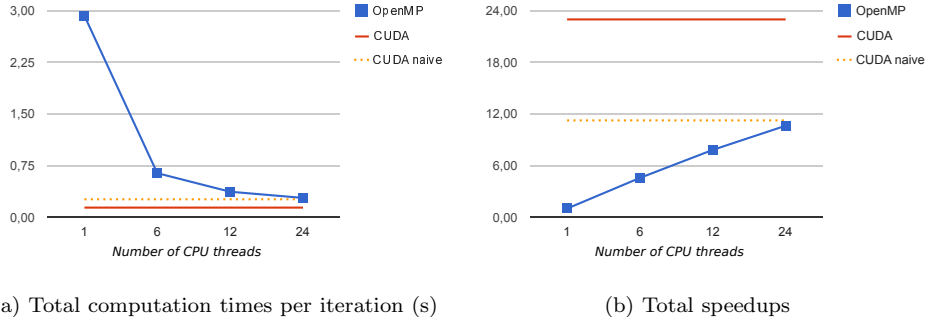 3,00
2,25
1,50
0,75
0,00
1
6
12
24
Number of CPU threads
OpenMP
CUDA
CUDA naive
a) Total computation times per iteration (s)
24,00
18,00
12,00
6,00
0,00
1
6
12
24
Number of CPU threads
OpenMP
CUDA
CUDA naive
(b) Total speedups